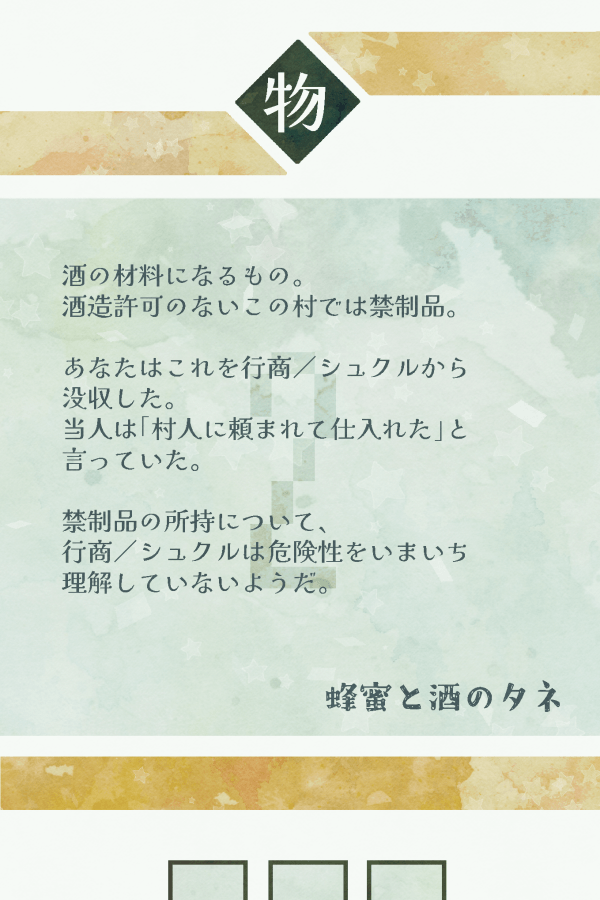 物
酒の材料になるもの。
酒造許可のないこの村では禁制品。
あなたはこれを行商／シュクルから
没収した。
当人は「村人に頼まれて仕入れた」と
言っていた。
禁制品の所持について、
行商／シュクルは危険性をいまいち
理解していないようだ。
蜂蜜と酒のタネ